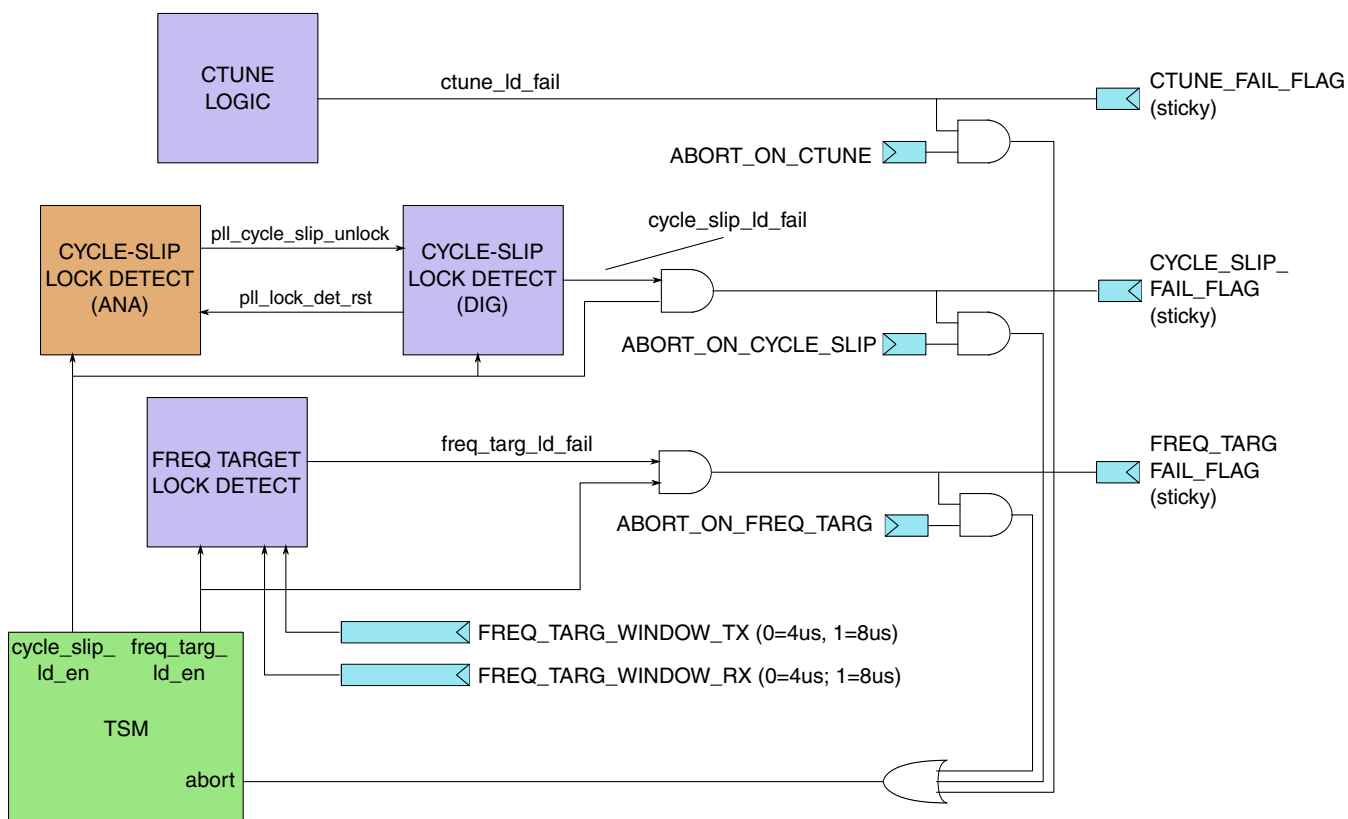 CTUNE
LOGIC
ctune_ld_fail
CTUNE_FAIL_FLAG
(sticky)
ABORT_ON_CTUNE
CYCLE-SLIP
LOCK DETECT
(ANA)
pll_cycle_slip_unlock
pll_lock_det_rst
CYCLE-SLIP
LOCK DETECT
(DIG)
cycle_slip_ld_fail
CYCLE_SLIP_
FAIL_FLAG
(sticky)
ABORT_ON_CYCLE_SLIP
FREQ TARGET
LOCK DETECT
freq_targ_ld_fail
FREQ_TARG
FAIL_FLAG
(sticky)
ABORT_ON_FREQ_TARG
FREQ_TARG_WINDOW_TX (0=4us, 1=8us)
FREQ_TARG_WINDOW_RX (0=4us; 1=8us)
cycle_slip_
ld_en
freq_targ_
ld_en
TSM
abort